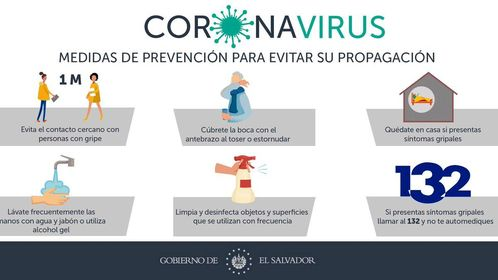 CORONAVIRUS
MEDIDAS DE PREVENCIÓN PARA EVITAR SU PROPAGACIÓN
1 M
Evita el contacto cercano con
personas con gripe
Cúbrete la boca con el
antebrazo al toser o estornudar
Quédate en casa si presentas
síntomas gripales
Lávate frecuentemente las
manos con agua y jabón o utiliza
alcohol gel
Limpia y desinfecta objetos y superficies
que se utilizan con frecuencia
132
Si presentas síntomas gripales
llamar al 132 y no te automediques
GOBIERNO DE EL SALVADOR